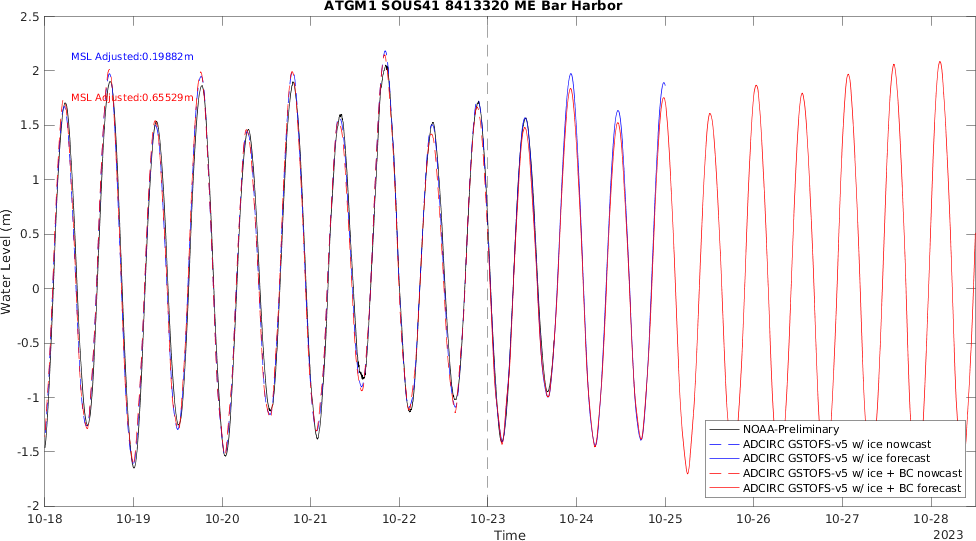 ATGM1 SOUS41 8413320 ME Bar Harbor
MSL Adjusted:0.19882m
MSL Adjusted:0.65529m
2.5
2
1.5
1
0.5
0
-0.5
-1
-1.5
-2
Water Level (m)
NOAA-Preliminary
ADCIRC GSTOFS-v5 w/ ice nowcast
ADCIRC GSTOFS-v5 w/ ice forecast
ADCIRC GSTOFS-v5 w/ ice + BC nowcast
ADCIRC GSTOFS-v5 w/ ice + BC forecast
10-18 10-19 10-20 10-21 10-22 10-23 10-24 10-25 10-26 10-27 10-28
Time
2023